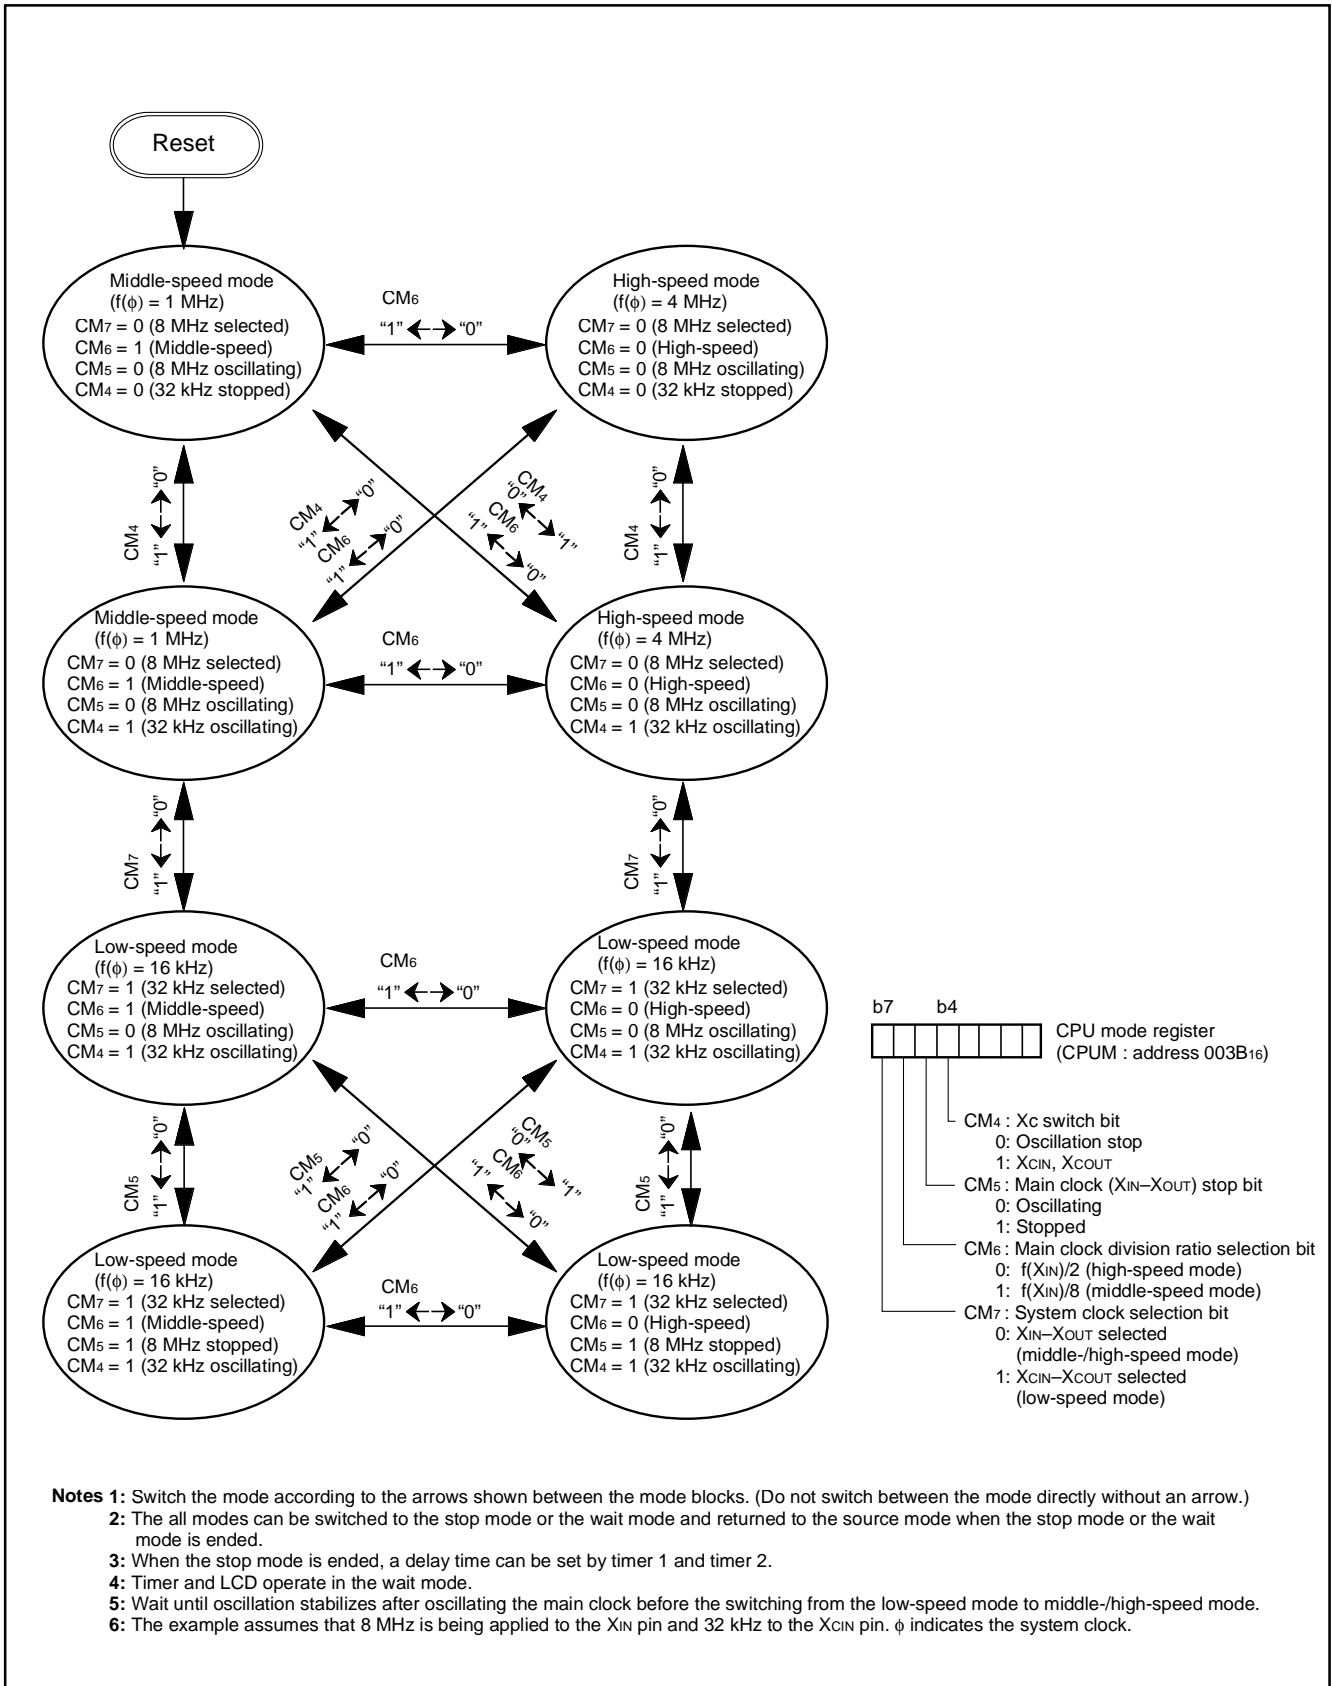 Reset
Middle-speed mode
(f(ϕ) = 1 MHz)
CM7 = 0 (8 MHz selected)
CM6 = 1 (Middle-speed)
CM5 = 0 (8 MHz oscillating)
CM4 = 0 (32 kHz stopped)
CM6
“1” “0”
High-speed mode
(f(ϕ) = 4 MHz)
CM7 = 0 (8 MHz selected)
CM6 = 0 (High-speed)
CM5 = 0 (8 MHz oscillating)
CM4 = 0 (32 kHz stopped)
CM4
“1” “0”
CM4
“1” “0”
CM6
“1” “0”
CM4
“0” “1”
CM6
“1” “0”
CM4
“1” “0”
Middle-speed mode
(f(ϕ) = 1 MHz)
CM7 = 0 (8 MHz selected)
CM6 = 1 (Middle-speed)
CM5 = 0 (8 MHz oscillating)
CM4 = 1 (32 kHz oscillating)
CM6
“1” “0”
High-speed mode
(f(ϕ) = 4 MHz)
CM7 = 0 (8 MHz selected)
CM6 = 0 (High-speed)
CM5 = 0 (8 MHz oscillating)
CM4 = 1 (32 kHz oscillating)
CM7
“1” “0”
CM7
“1” “0”
Low-speed mode
(f(ϕ) = 16 kHz)
CM7 = 1 (32 kHz selected)
CM6 = 1 (Middle-speed)
CM5 = 0 (8 MHz oscillating)
CM4 = 1 (32 kHz oscillating)
CM6
“1” “0”
Low-speed mode
(f(ϕ) = 16 kHz)
CM7 = 1 (32 kHz selected)
CM6 = 0 (High-speed)
CM5 = 0 (8 MHz oscillating)
CM4 = 1 (32 kHz oscillating)
CM5
“1” “0”
CM5
“1” “0”
CM6
“1” “0”
CM5
“0” “1”
CM6
“1” “0”
CM5
“1” “0”
Low-speed mode
(f(ϕ) = 16 kHz)
CM7 = 1 (32 kHz selected)
CM6 = 1 (Middle-speed)
CM5 = 1 (8 MHz stopped)
CM4 = 1 (32 kHz oscillating)
CM6
“1” “0”
Low-speed mode
(f(ϕ) = 16 kHz)
CM7 = 1 (32 kHz selected)
CM6 = 0 (High-speed)
CM5 = 1 (8 MHz stopped)
CM4 = 1 (32 kHz oscillating)
b7 b4
CPU mode register
(CPUM : address 003B16)
CM4 : Xc switch bit
0: Oscillation stop
1: XCIN, XCOUT
CM5 : Main clock (XIN–XOUT) stop bit
0: Oscillating
1: Stopped
CM6 : Main clock division ratio selection bit
0: f(XIN)/2 (high-speed mode)
1: f(XIN)/8 (middle-speed mode)
CM7 : System clock selection bit
0: XIN–XOUT selected
(middle-/high-speed mode)
1: XCIN–XCOUT selected
(low-speed mode)
Notes 1: Switch the mode according to the arrows shown between the mode blocks. (Do not switch between the mode directly without an arrow.)
2: The all modes can be switched to the stop mode or the wait mode and returned to the source mode when the stop mode or the wait
mode is ended.
3: When the stop mode is ended, a delay time can be set by timer 1 and timer 2.
4: Timer and LCD operate in the wait mode.
5: Wait until oscillation stabilizes after oscillating the main clock before the switching from the low-speed mode to middle-/high-speed mode.
6: The example assumes that 8 MHz is being applied to the XIN pin and 32 kHz to the XCIN pin. ϕ indicates the system clock.